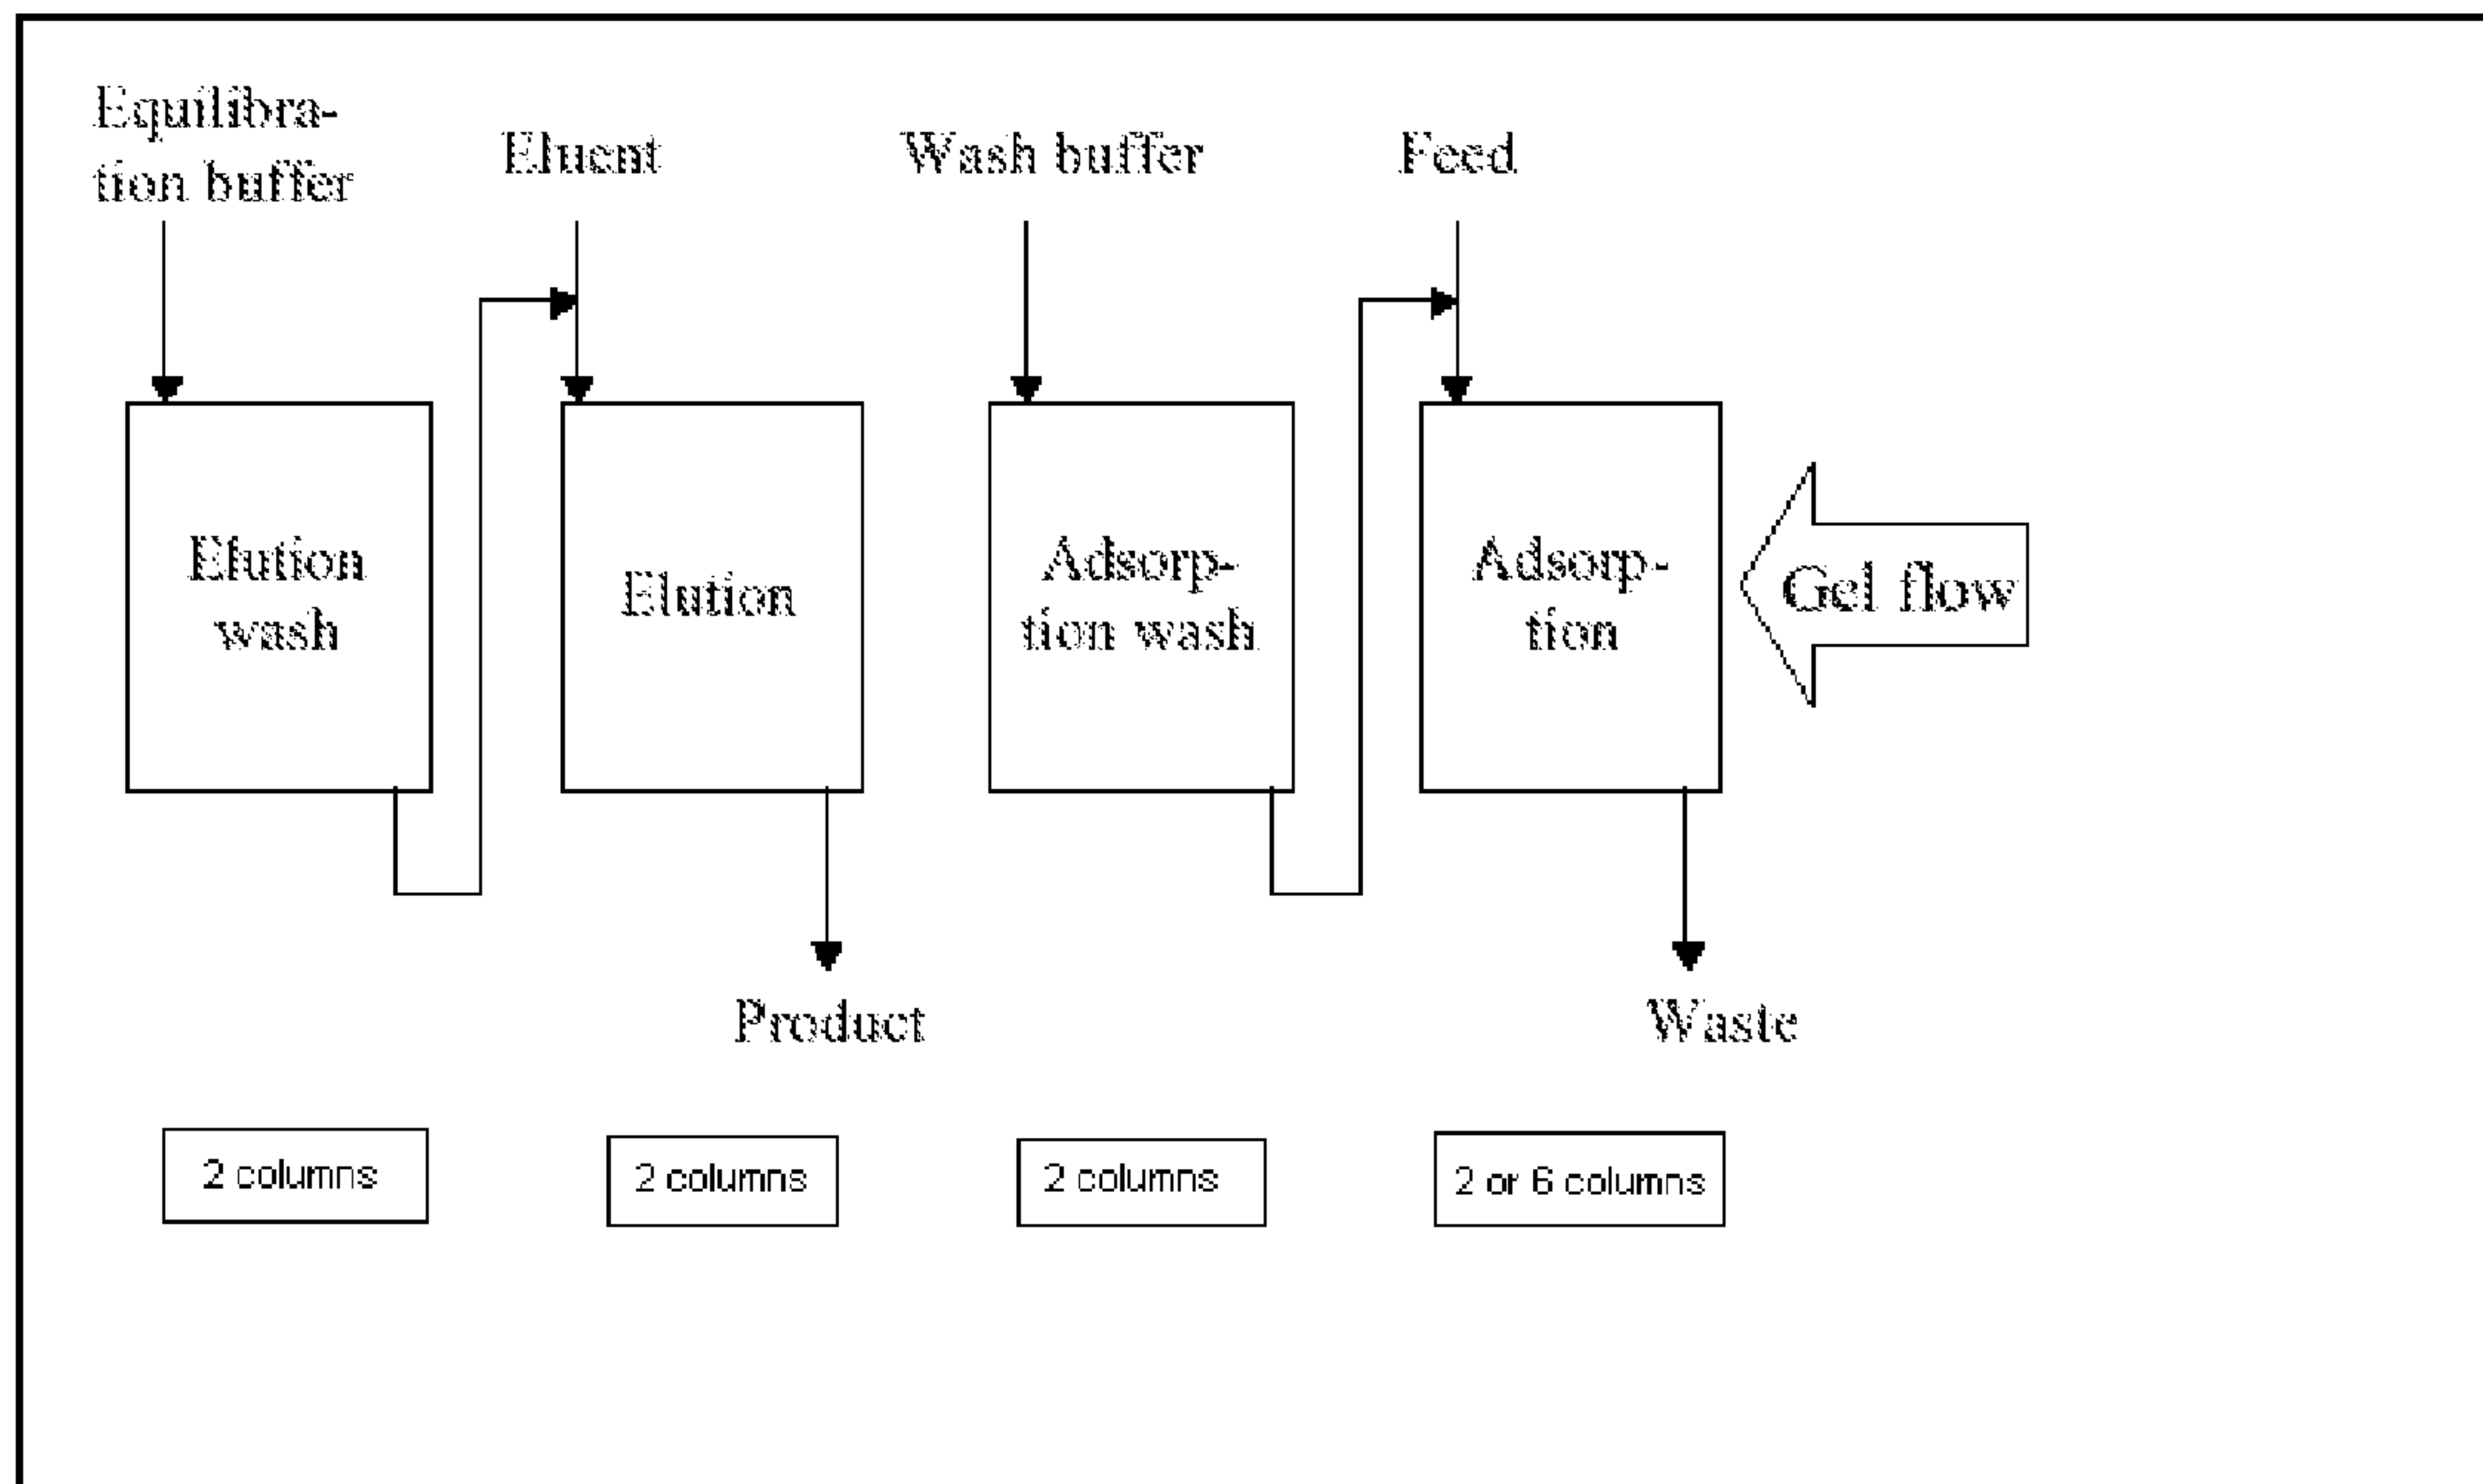 Equilibra-
tion buffer
Eluent
Wash buffer
Feed
Elution
wash
Elution
Adsorp-
tion wash
Adsorp-
tion
Gel flow
Product
Waste
2 columns
2 columns
2 columns
2 or 6 columns